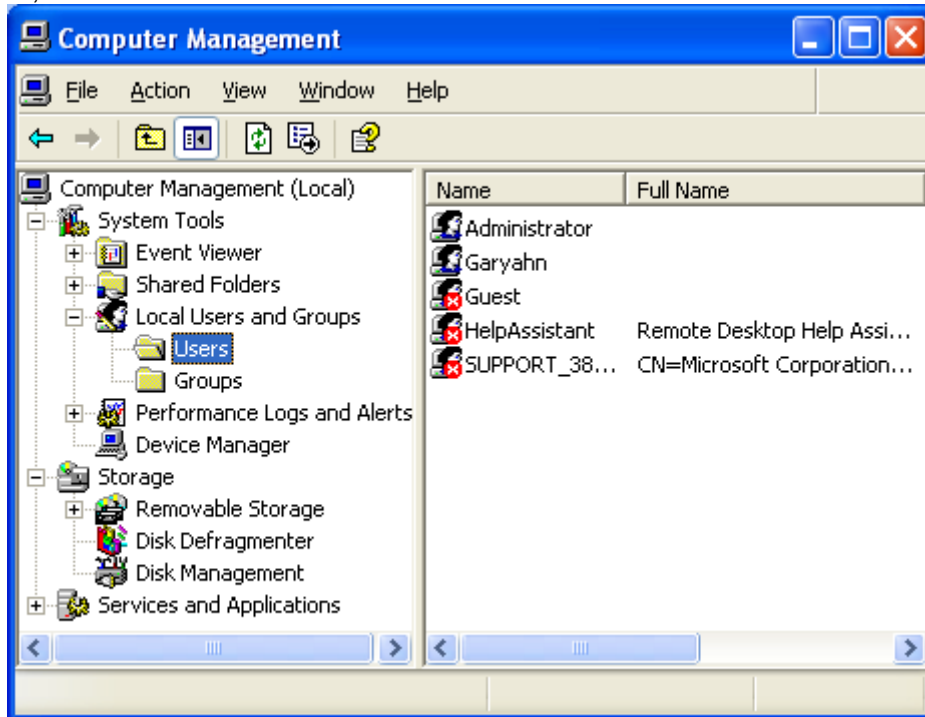 Computer Management
File Action View Window Help
Computer Management (Local)
System Tools
Event Viewer
Shared Folders
Local Users and Groups
Users
Groups
Performance Logs and Alerts
Device Manager
Storage
Removable Storage
Disk Defragmenter
Disk Management
Services and Applications
Name Full Name
Administrator
Garyahn
Guest
HelpAssistant Remote Desktop Help Assi...
SUPPORT_38... CN=Microsoft Corporation...